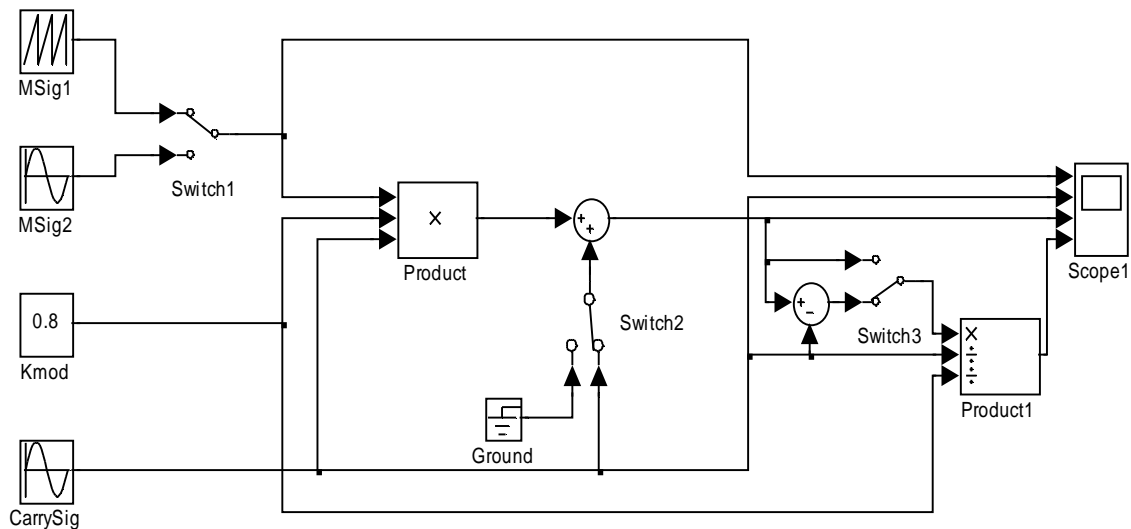 MSig1
MSig2
Switch1
0.8
Kmod
CarrySig
×
Product
+
+
Switch2
Ground
+
-
Switch3
×
÷
÷
Product1
Scope1